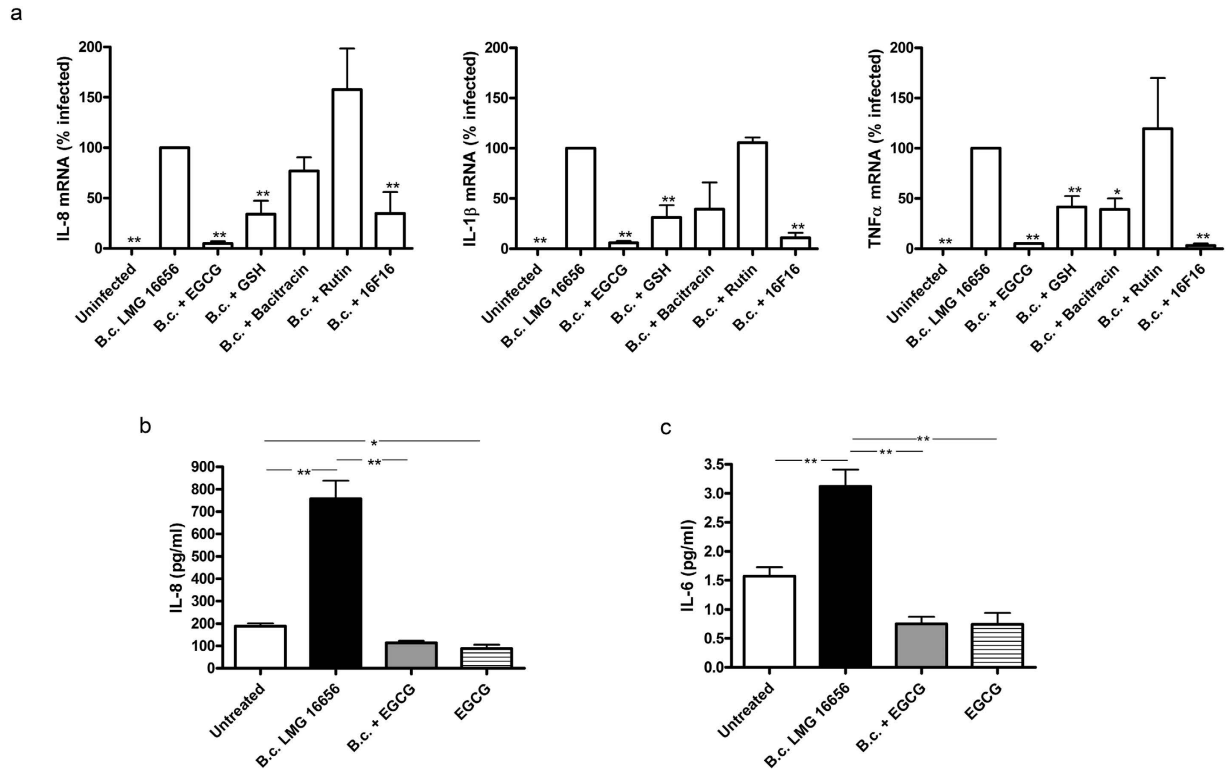 a
IL-8 mRNA (% infected)
200
150
100
50
0
**
**
**
**
Uninfected
B.c. LMG 16656
B.c. + EGCG
B.c. + GSH
B.c. + Bacitracin
B.c. + Rutin
B.c. + 16F16
IL-1β mRNA (% infected)
200
150
100
50
0
**
**
**
**
Uninfected
B.c. LMG 16656
B.c. + EGCG
B.c. + GSH
B.c. + Bacitracin
B.c. + Rutin
B.c. + 16F16
TNFα mRNA (% infected)
200
150
100
50
0
**
**
**
*
**
Uninfected
B.c. LMG 16656
B.c. + EGCG
B.c. + GSH
B.c. + Bacitracin
B.c. + Rutin
B.c. + 16F16
b
*
**
**
IL-8 (pg/ml)
900
800
700
600
500
400
300
200
100
0
Untreated
B.c. LMG 16656
B.c. + EGCG
EGCG
c
**
**
**
IL-6 (pg/ml)
3.5
3.0
2.5
2.0
1.5
1.0
0.5
0.0
Untreated
B.c. LMG 16656
B.c. + EGCG
EGCG